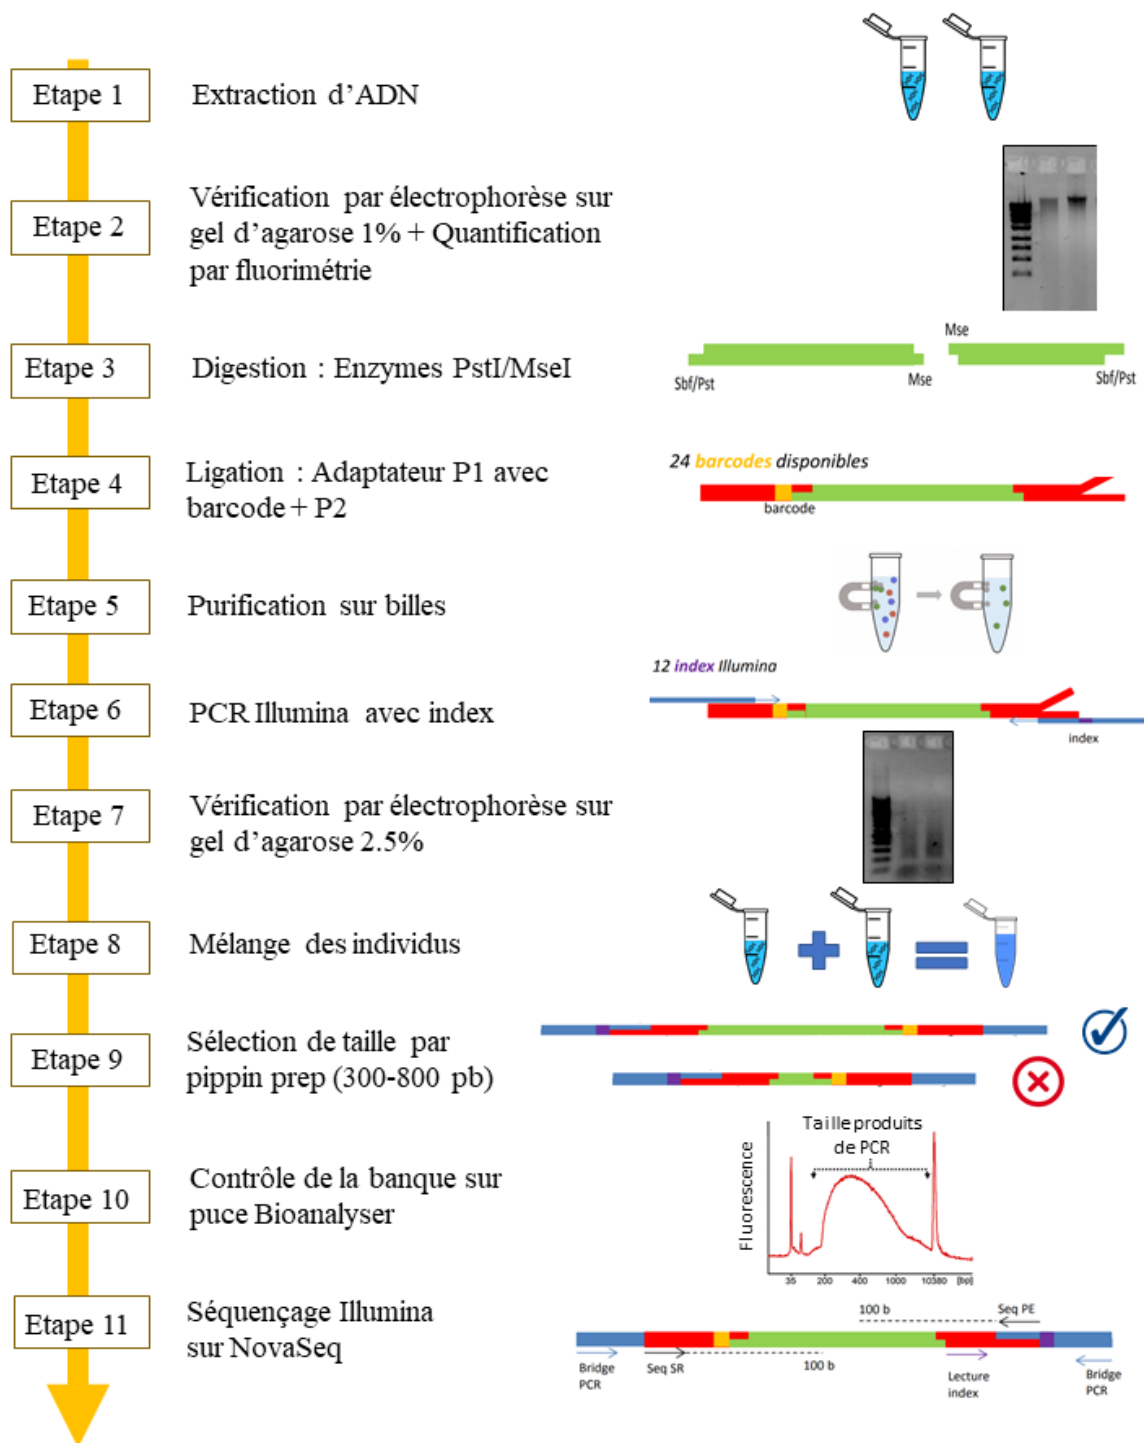 Etape 1
Extraction d'ADN
Etape 2
Vérification par électrophorèse sur
gel d'agarose 1% + Quantification
par fluorimétrie
Etape 3
Digestion : Enzymes PstI/MseI
Sbf/Pst
Mse
Mse
Sbf/Pst
Etape 4
Ligation : Adaptateur P1 avec
barcode + P2
24 barcodes disponibles
barcode
Etape 5
Purification sur billes
Etape 6
PCR Illumina avec index
12 index Illumina
index
Etape 7
Vérification par électrophorèse sur
gel d'agarose 2.5%
Etape 8
Mélange des individus
Etape 9
Sélection de taille par
pippin prep (300-800 pb)
Etape 10
Contrôle de la banque sur
puce Bioanalyser
Taille produits
de PCR
Fluorescence
35 200 400 1000 10380 [bp]
Etape 11
Séquençage Illumina
sur NovaSeq
100 b
Seq PE
Bridge
PCR
Seq SR
100 b
Lecture
index
Bridge
PCR